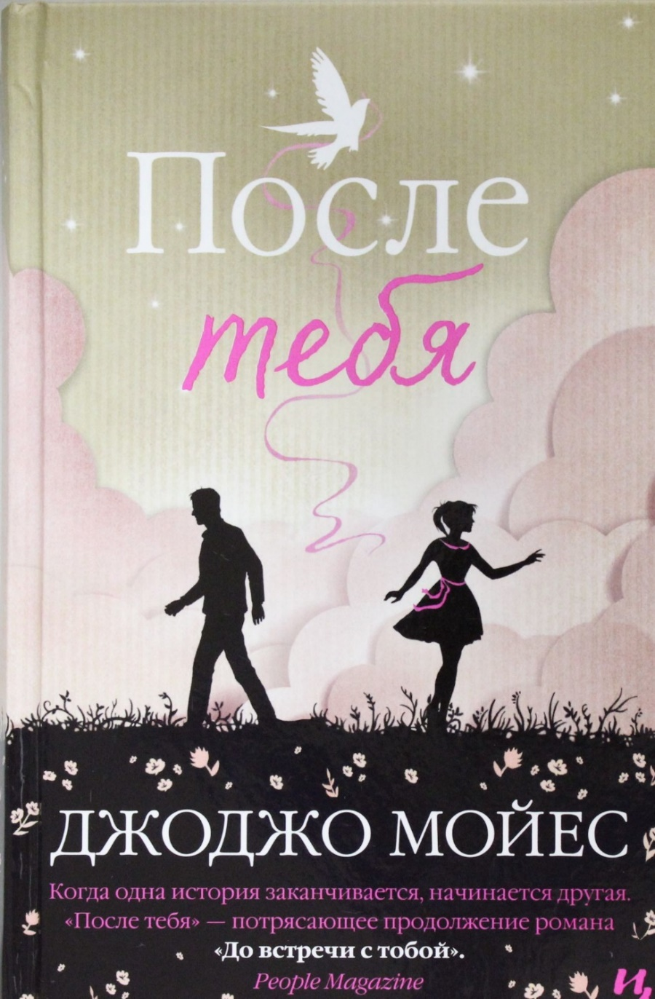 После
тебя
ДЖОДЖО МОЙЕС
Когда одна история заканчивается, начинается другая.
«После тебя» — потрясающее продолжение романа
«До встречи с тобой».
People Magazine
И